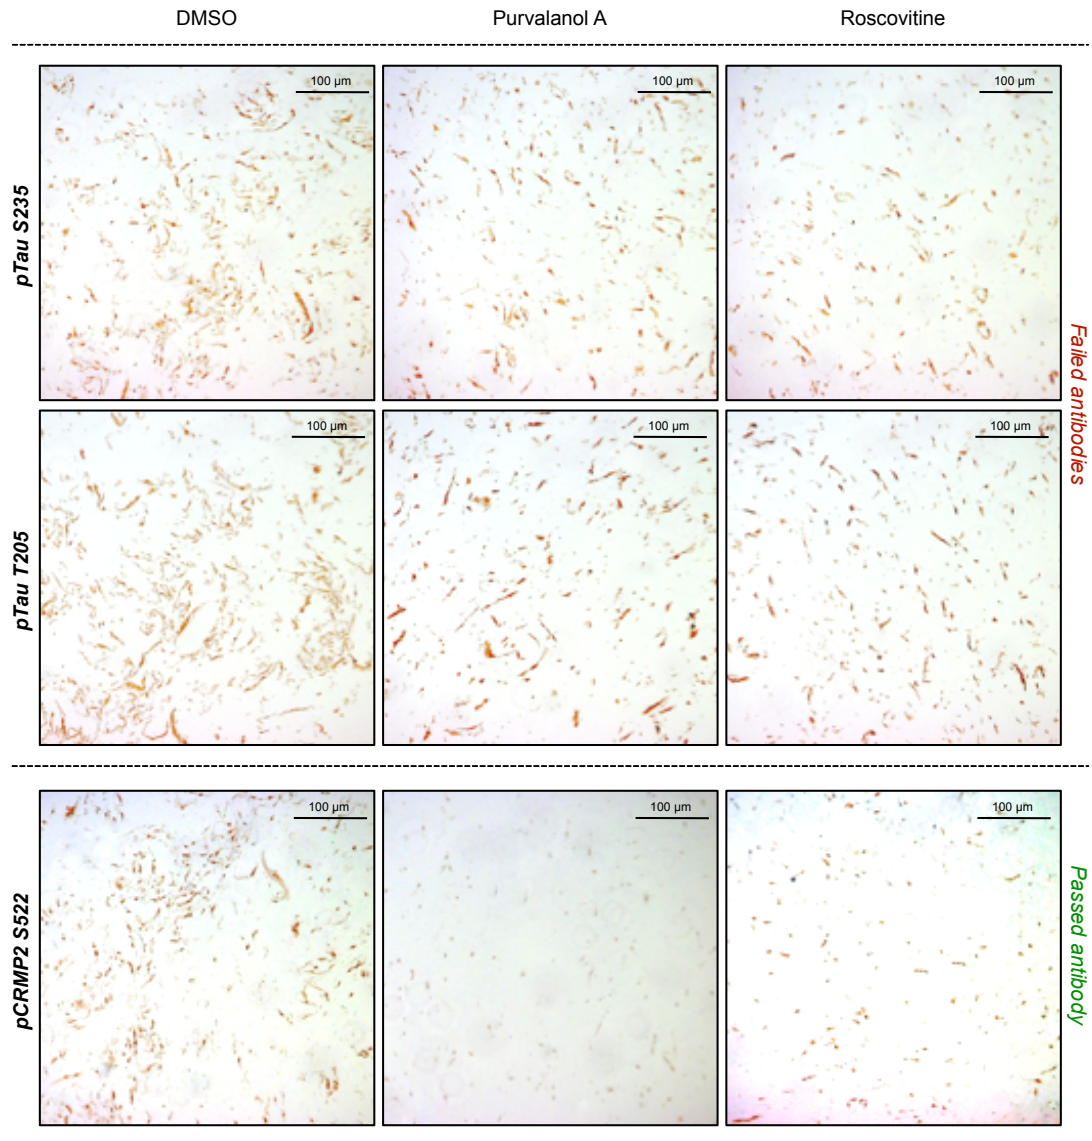 DMSO Purvalanol A Roscovitine
pTau S235
100 µm 100 µm 100 µm
Failed antibodies
pTau T205
100 µm 100 µm 100 µm
pCRMP2 S522
100 µm 100 µm 100 µm
Passed antibody